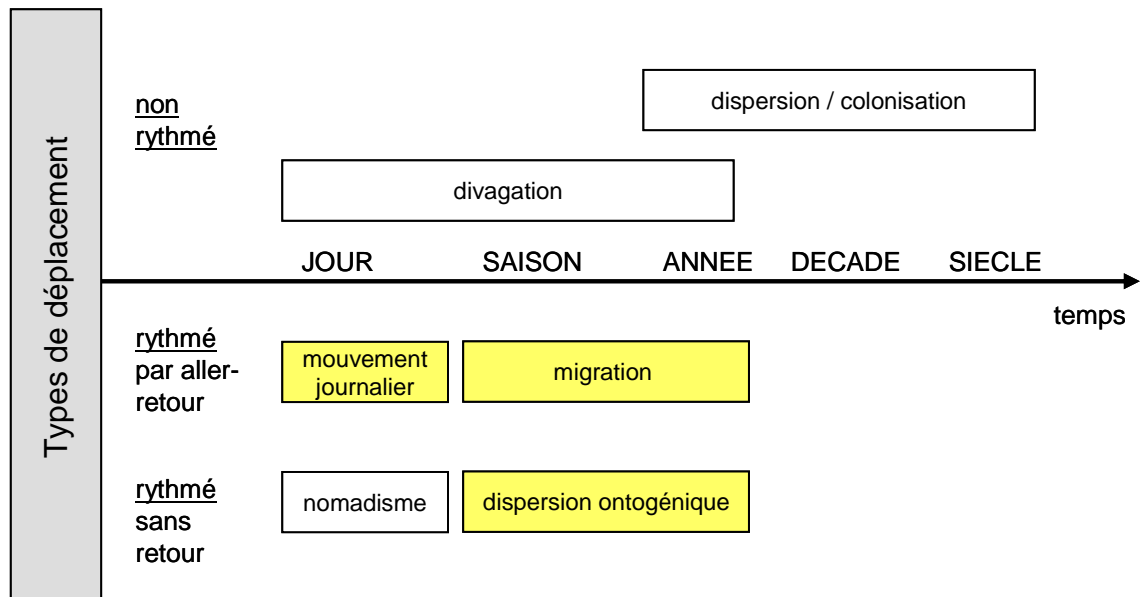 Types de déplacement
non
rythmé
dispersion / colonisation
divagation
JOUR SAISON ANNEE DECADE SIECLE
temps
rythmé
par aller-
retour
mouvement
journalier
migration
rythmé
sans
retour
nomadisme
dispersion ontogénique